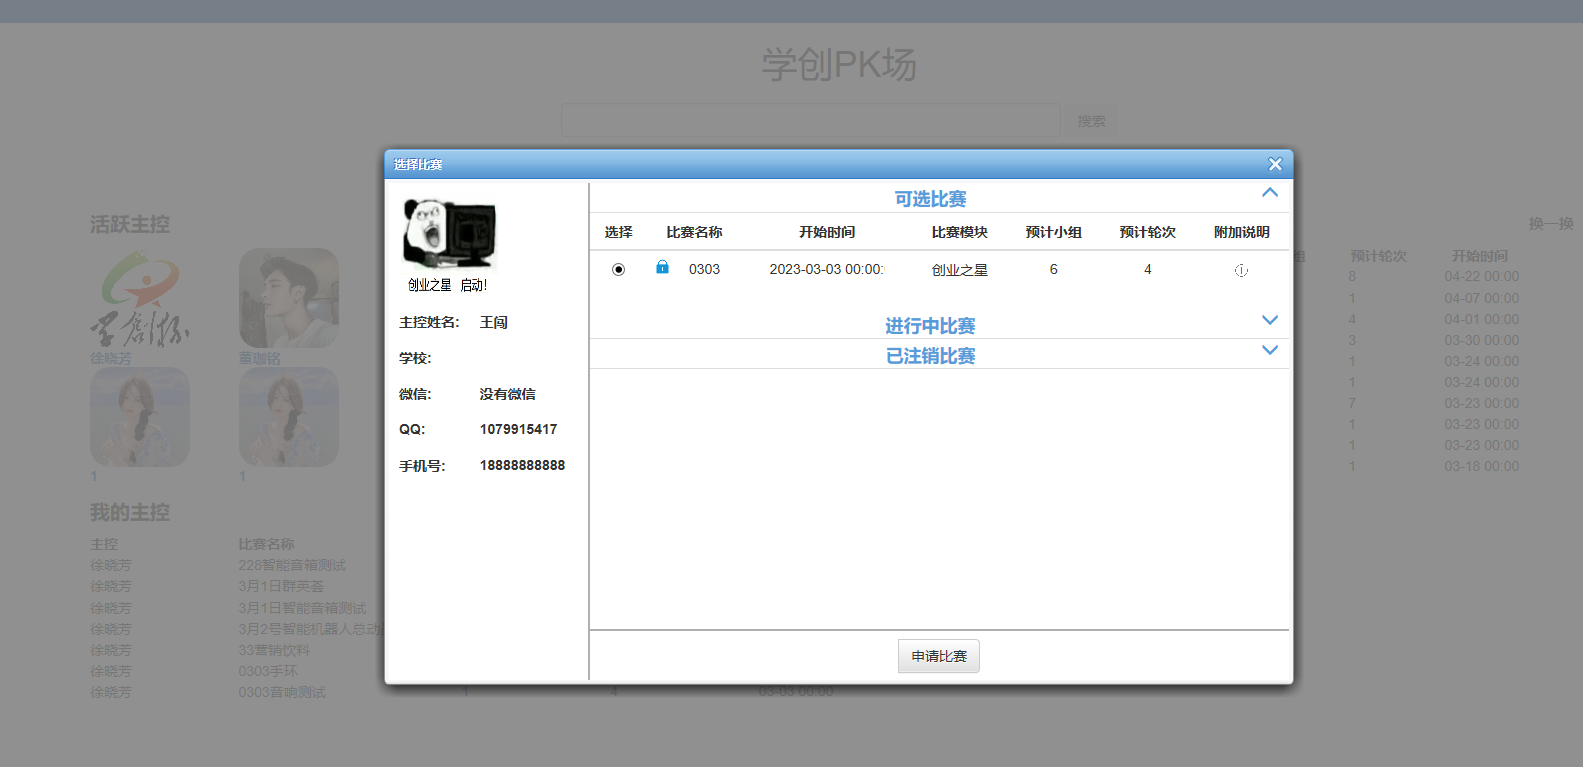 学创PK场
搜索
选择比赛
创业之星 启动!
主控姓名: 王闯
学校:
微信: 没有微信
QQ: 1079915417
手机号: 18888888888
可选比赛
选择 比赛名称 开始时间 比赛模块 预计小组 预计轮次 附加说明
0303 2023-03-03 00:00: 创业之星 6 4
进行中比赛
已注销比赛
申请比赛
活跃主控
换一换
学创杯
徐晓芳 董珈铭
1 1
组 预计轮次 开始时间
8 04-22 00:00
1 04-07 00:00
4 04-01 00:00
3 03-30 00:00
1 03-24 00:00
1 03-24 00:00
7 03-23 00:00
1 03-23 00:00
1 03-23 00:00
1 03-18 00:00
我的主控
主控 比赛名称
徐晓芳 228智能音箱测试
徐晓芳 3月1日群英荟
徐晓芳 3月1日智能音箱测试
徐晓芳 3月2号智能机器人总动
徐晓芳 33营销饮料
徐晓芳 0303手环
徐晓芳 0303音响测试 1 4 03-03 00:00